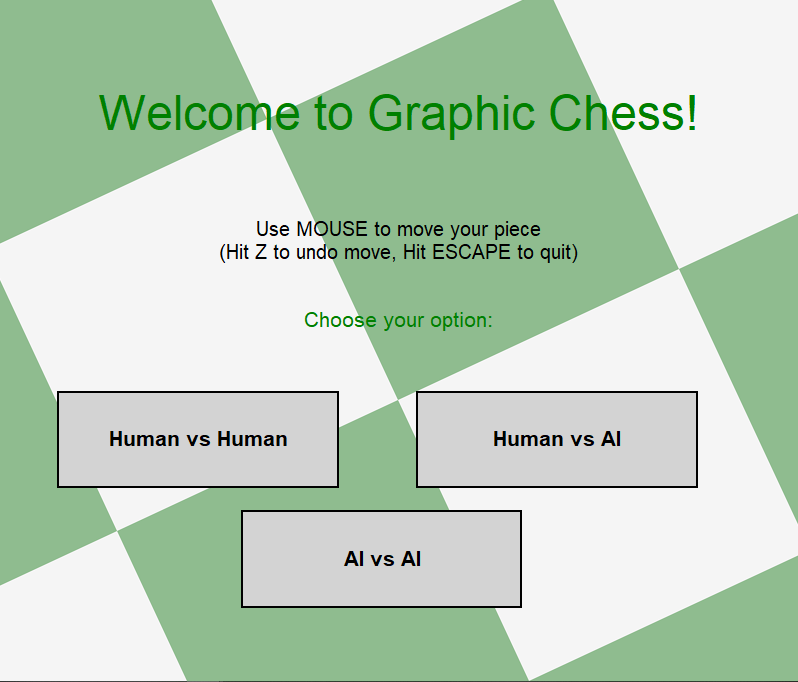 Welcome to Graphic Chess!
Use MOUSE to move your piece
(Hit Z to undo move, Hit ESCAPE to quit)
Choose your option:
Human vs Human
Human vs AI
AI vs AI